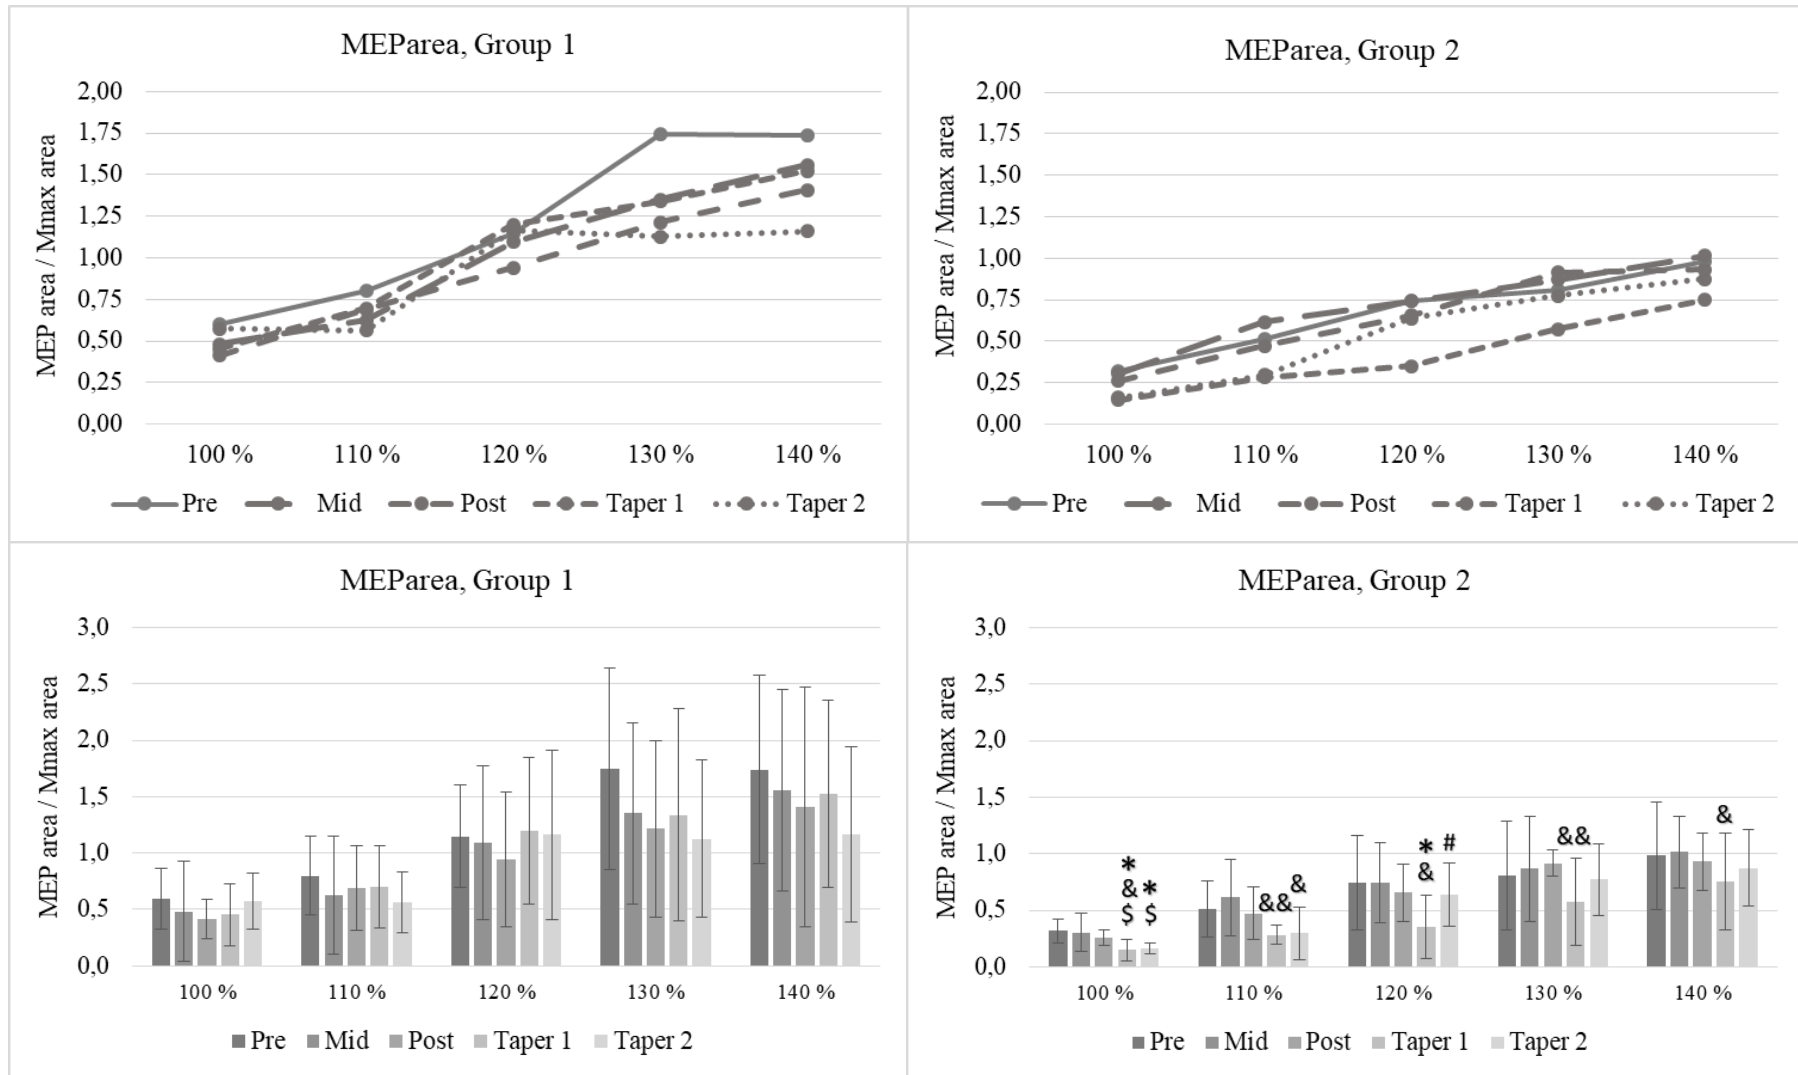 MEParea, Group 1
MEP area / Mmax area
2,00
1,75
1,50
1,25
1,00
0,75
0,50
0,25
0,00
100 % 110 % 120 % 130 % 140 %
Pre Mid Post Taper 1 Taper 2
MEParea, Group 2
MEP area / Mmax area
2,00
1,75
1,50
1,25
1,00
0,75
0,50
0,25
0,00
100 % 110 % 120 % 130 % 140 %
Pre Mid Post Taper 1 Taper 2
MEParea, Group 1
MEP area / Mmax area
3,0
2,5
2,0
1,5
1,0
0,5
0,0
100 % 110 % 120 % 130 % 140 %
Pre Mid Post Taper 1 Taper 2
MEParea, Group 2
MEP area / Mmax area
3,0
2,5
2,0
1,5
1,0
0,5
0,0
*
&
$
*
$
&&
&
*
&
#
&&
&
100 % 110 % 120 % 130 % 140 %
Pre Mid Post Taper 1 Taper 2